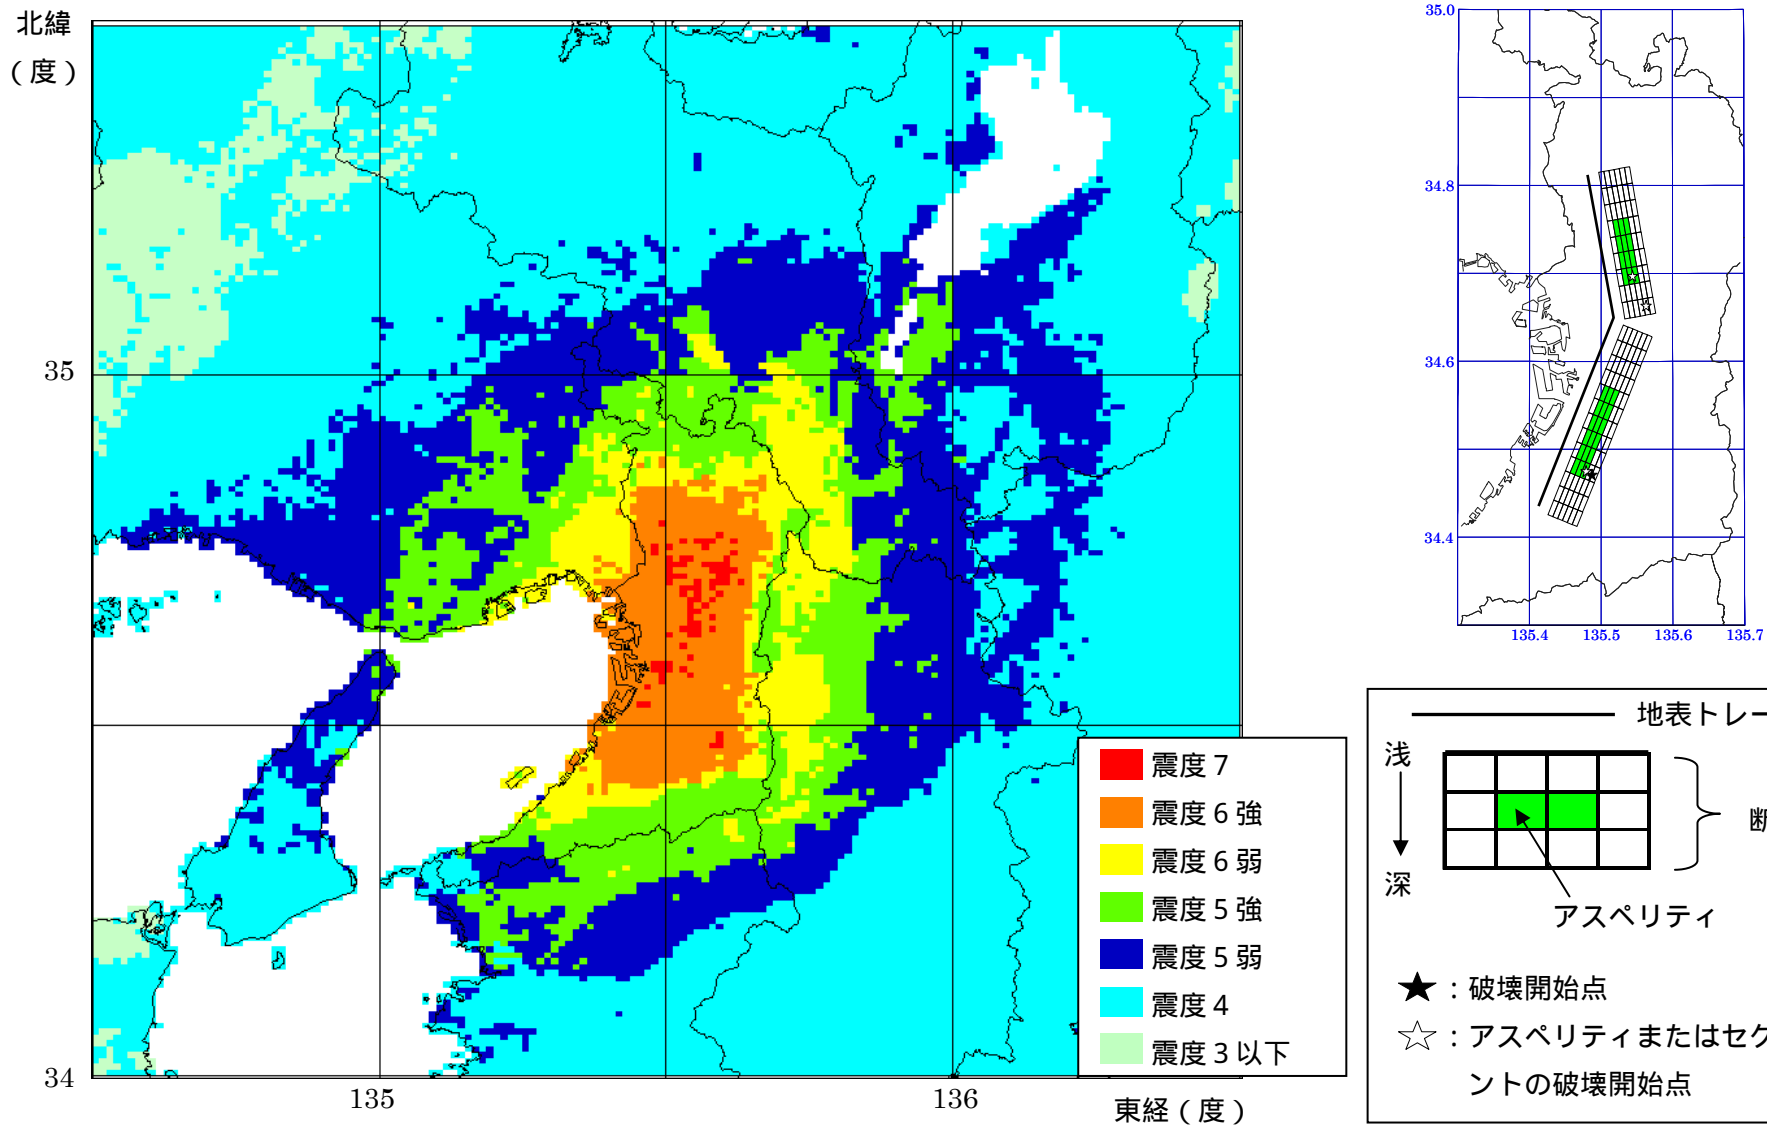 北緯
（度）
35
34
135
136
東経（度）
震度７
震度６強
震度６弱
震度５強
震度５弱
震度４
震度３以下
35.0
34.8
34.6
34.4
135.4 135.5 135.6 135.7
地表トレー
浅
深
断
アスペリティ
★：破壊開始点
☆：アスペリティまたはセグ
ントの破壊開始点